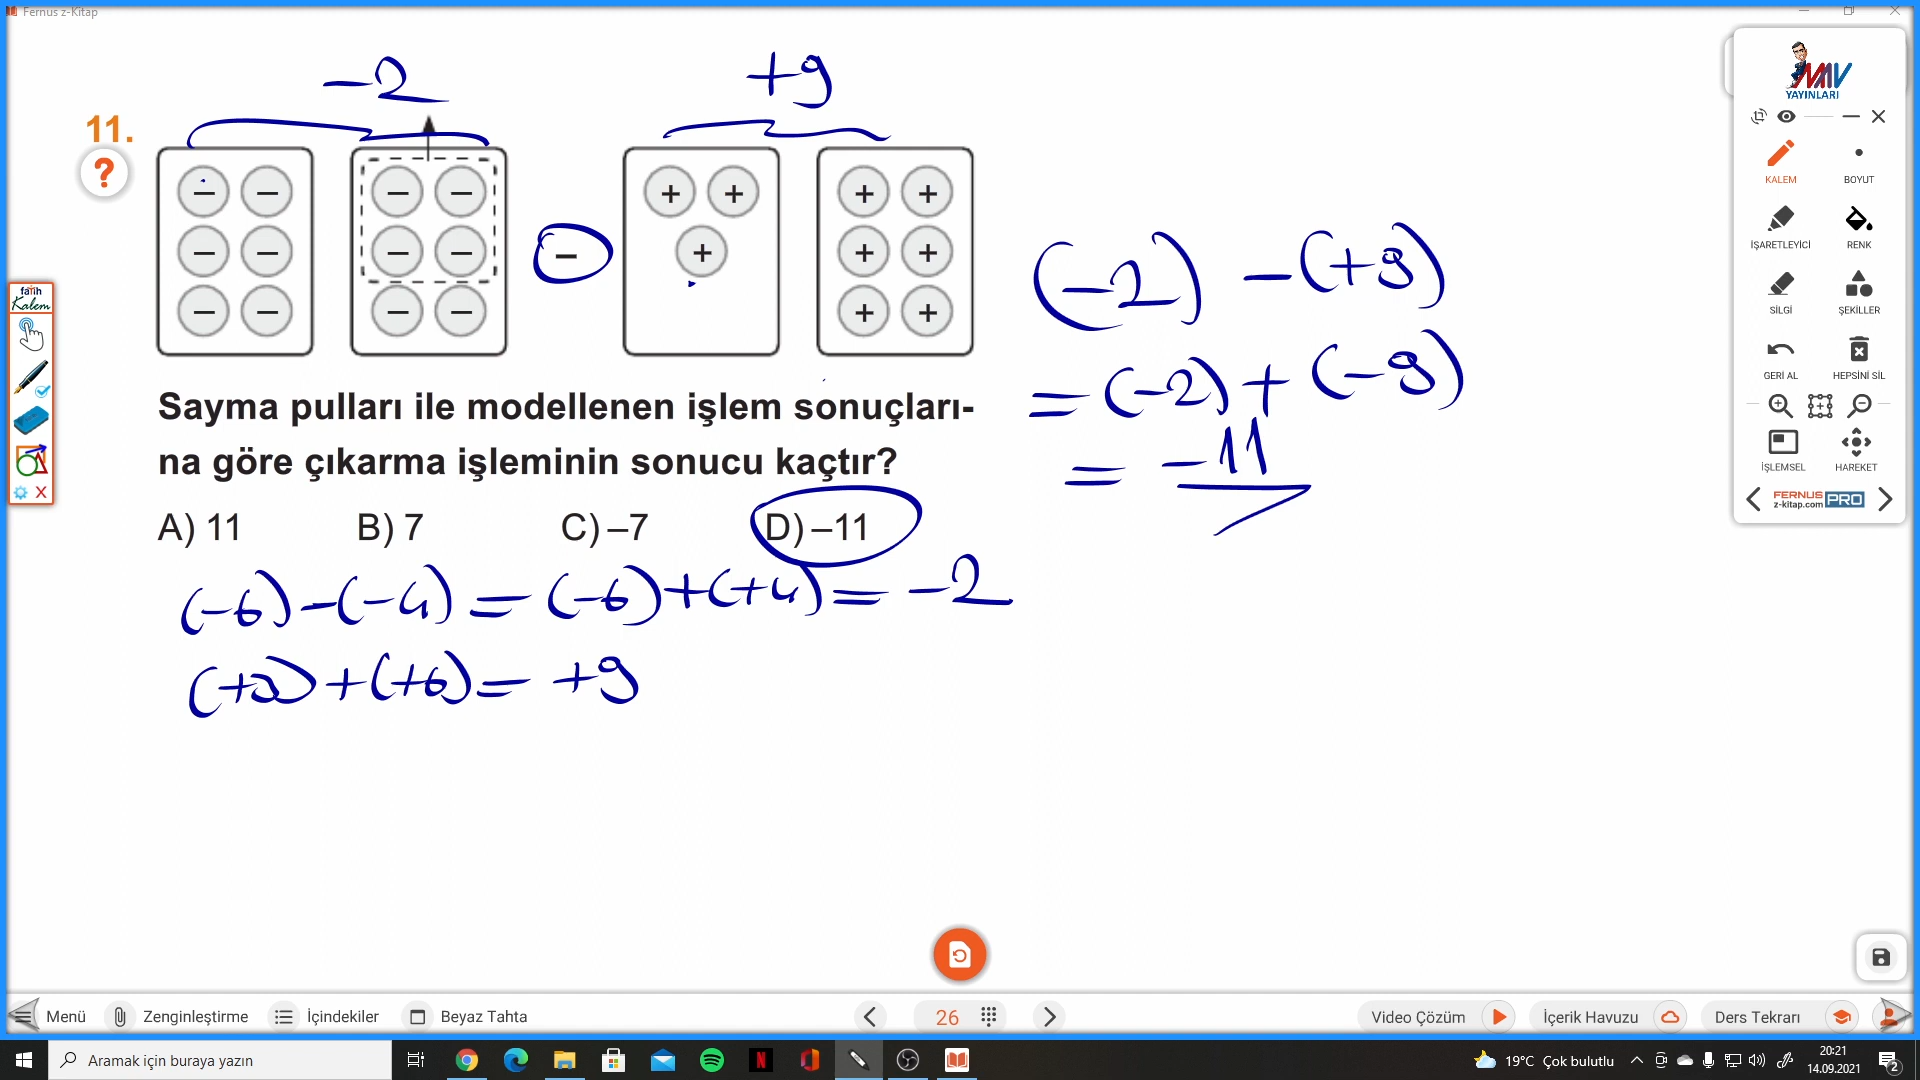 Fernus z-Kitap
-2
+9
11.
?
Sayma pulları ile modellenen işlem sonuçları-
na göre çıkarma işleminin sonucu kaçtır?
A) 11 B) 7 C) –7 D) –11
(-6)-(-4) = (-6)+(+4) = -2
(+3)+(+6) = +9
(-2) -(+9)
= (-2) + (-9)
= -11
fatih
Kalem
MAV
YAYINLARI
KALEM BOYUT
İŞARETLEYİCİ RENK
SİLGİ ŞEKİLLER
GERİ AL HEPSİNİ SİL
İŞLEMSEL HAREKET
FERNUS PRO
z-kitap.com
Menü Zenginleştirme İçindekiler Beyaz Tahta 26 Video Çözüm İçerik Havuzu Ders Tekrarı
Aramak için buraya yazın
19°C Çok bulutlu
20:21
14.09.2021
2